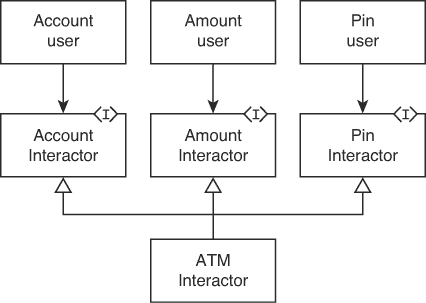 Account
user
Amount
user
Pin
user
<I>
<I>
<I>
Account
Interactor
Amount
Interactor
Pin
Interactor
ATM
Interactor